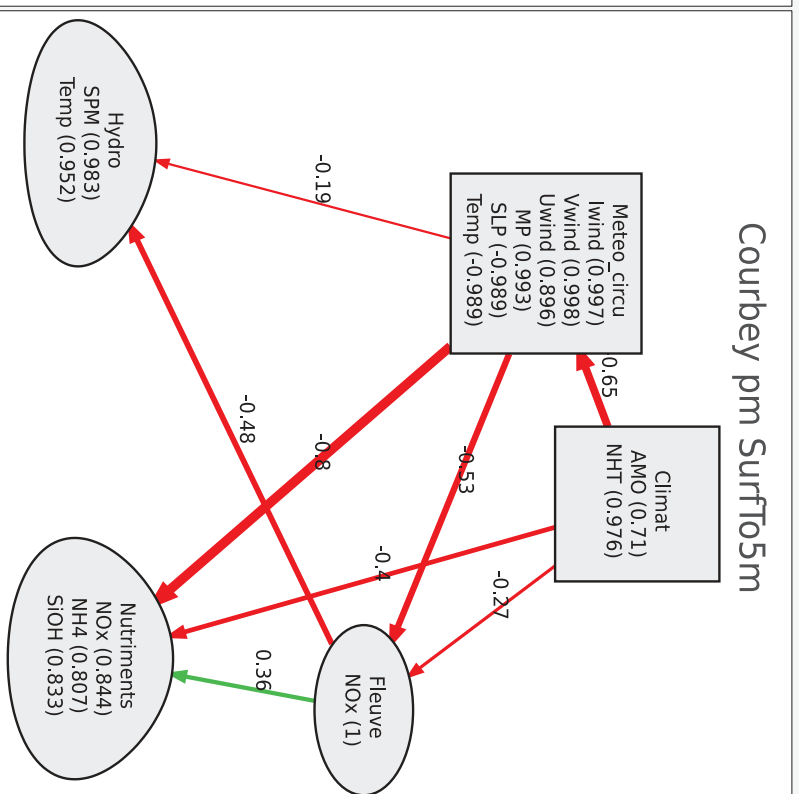 Courbey pm SurfTo5m
Climat
AMO (0.71)
NHT (0.976)
Meteo_circu
Iwind (0.997)
Vwind (0.998)
Uwind (0.896)
MP (0.993)
SLP (-0.989)
Temp (-0.989)
0.65
-0.53
-0.27
-0.4
-0.8
-0.19
-0.48
0.36
Fleuve
NOx (1)
Hydro
SPM (0.983)
Temp (0.952)
Nutriments
NOx (0.844)
NH4 (0.807)
SiOH (0.833)